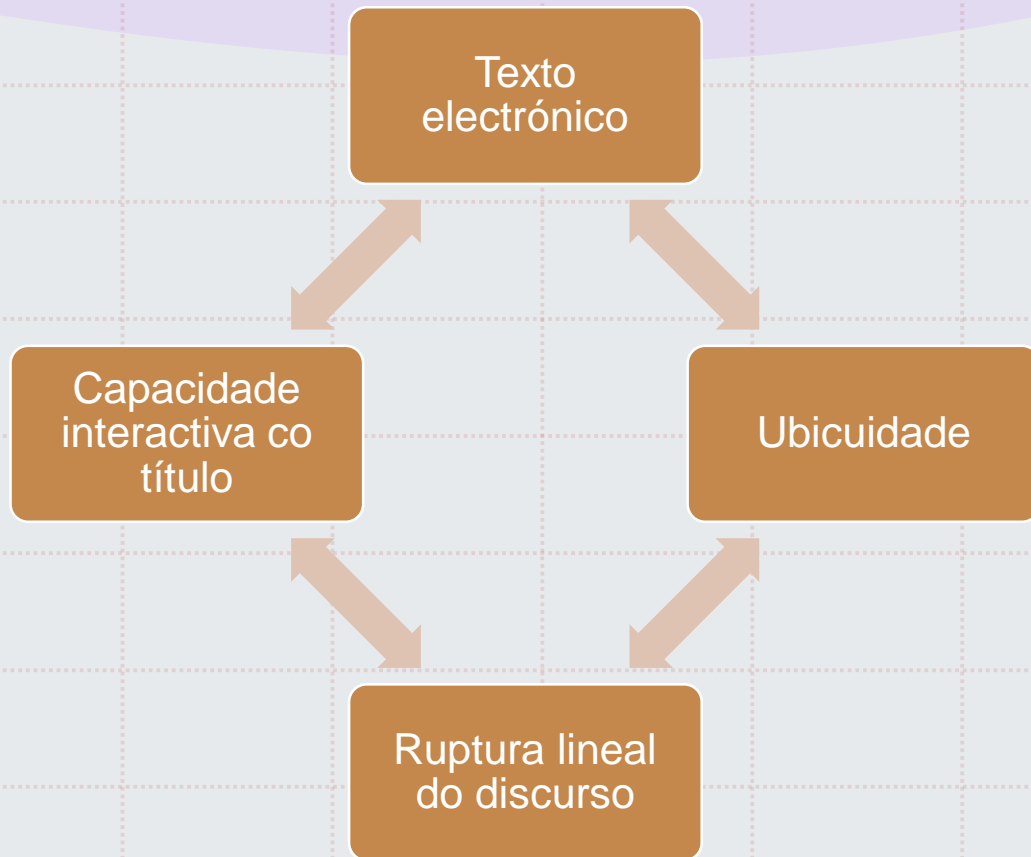 Texto
electrónico
Capacidade
interactiva co
título
Ubicuidade
Ruptura lineal
do discurso